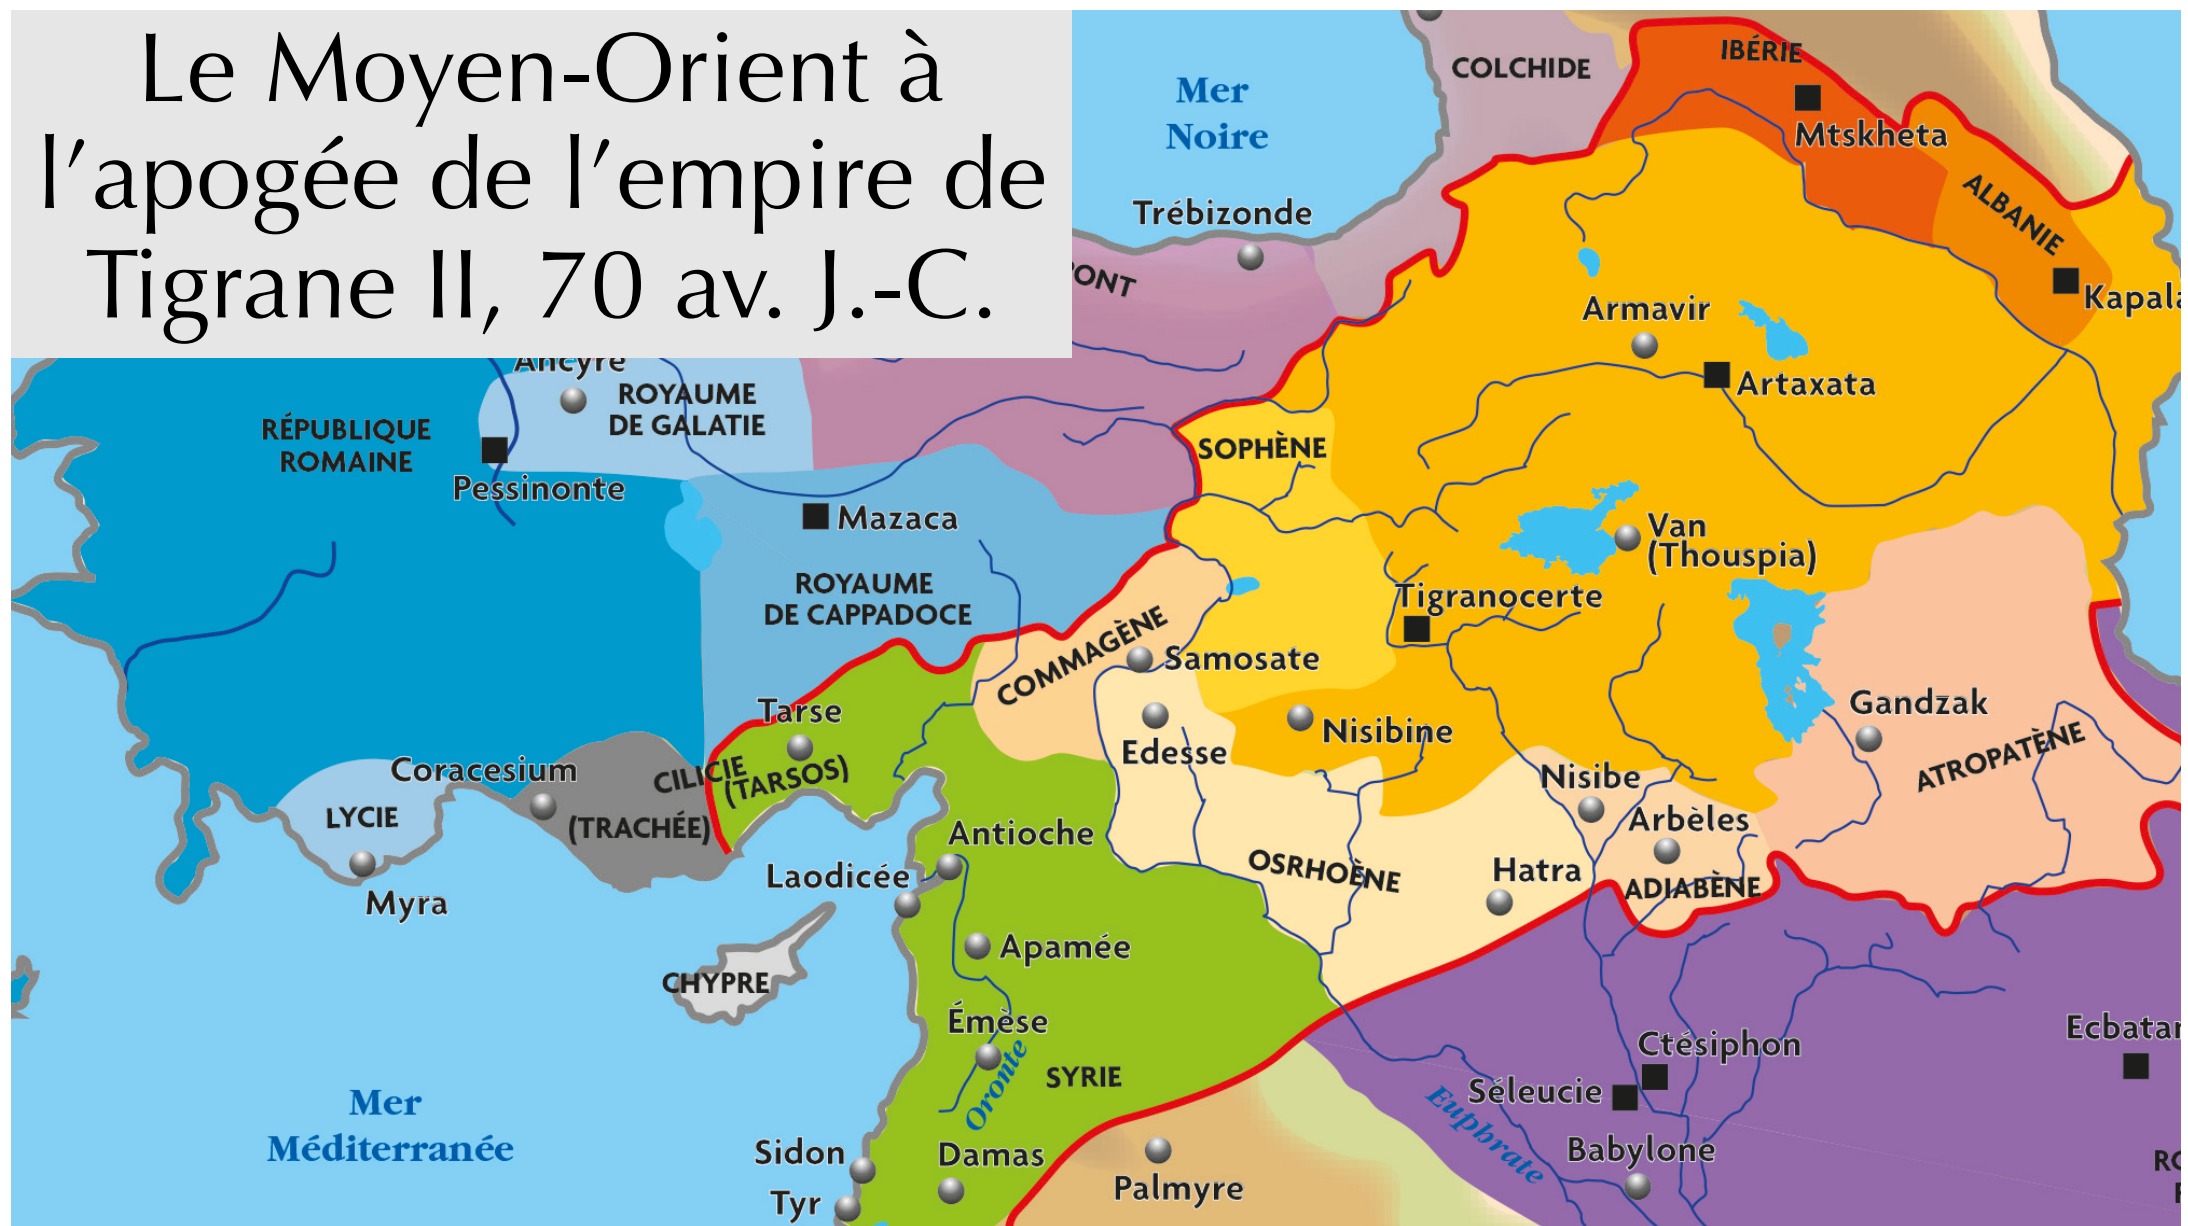 Le Moyen-Orient à
l’apogée de l’empire de
Tigrane II, 70 av. J.-C.
Mer
Noire
COLCHIDE
IBÉRIE
Mtskheta
ALBANIE
Kapala
Trébizonde
PONT
Armavir
Artaxata
Ancyre
ROYAUME
DE GALATIE
RÉPUBLIQUE
ROMAINE
Pessinonte
SOPHÈNE
Mazaca
Van
(Thouspia)
ROYAUME
DE CAPPADOCE
Tigranocerte
COMMAGÈNE
Samosate
Gandzak
Tarse
Nisibine
Edesse
ATROPATÈNE
Coracesium
CILICIE
(TARSOS)
Nisibe
LYCIE
(TRACHÉE)
Arbèles
Antioche
Laodicée
OSRHOÈNE
Hatra
ADIABÈNE
Myra
Apamée
CHYPRE
Émèse
Oronte
SYRIE
Ecbatan
Ctésiphon
Séleucie
Euphrate
Mer
Méditerranée
Sidon
Damas
Babylone
Palmyre
Tyr